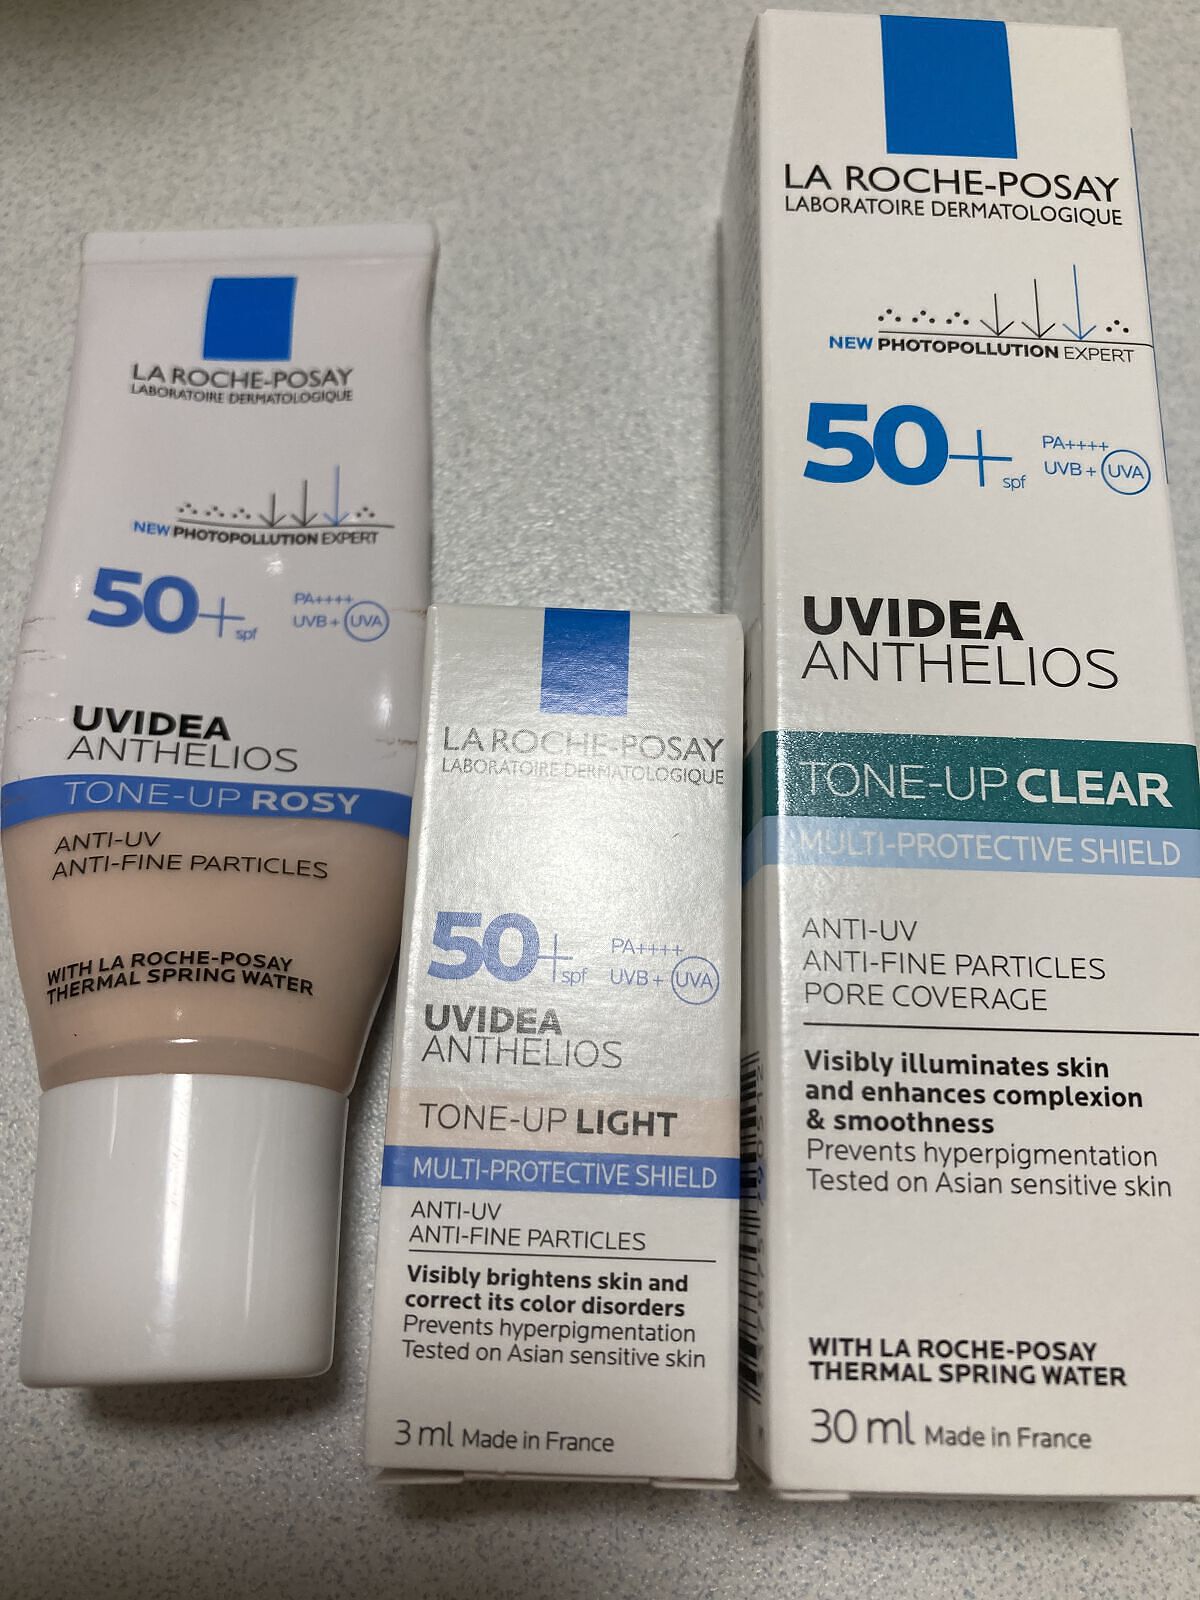 LA ROCHE-POSAY
LABORATOIRE DERMATOLOGIQUE
NEW PHOTOPOLLUTION EXPERT
50+ spf
PA++++
UVB + UVA
UVIDEA
ANTHELIOS
TONE-UP ROSY
ANTI-UV
ANTI-FINE PARTICLES
WITH LA ROCHE-POSAY
THERMAL SPRING WATER
LA ROCHE-POSAY
LABORATOIRE DERMATOLOGIQUE
50+ spf
PA++++
UVB + UVA
UVIDEA
ANTHELIOS
TONE-UP LIGHT
MULTI-PROTECTIVE SHIELD
ANTI-UV
ANTI-FINE PARTICLES
Visibly brightens skin and
correct its color disorders
Prevents hyperpigmentation
Tested on Asian sensitive skin
3 ml Made in France
LA ROCHE-POSAY
LABORATOIRE DERMATOLOGIQUE
NEW PHOTOPOLLUTION EXPERT
50+ spf
PA++++
UVB + UVA
UVIDEA
ANTHELIOS
TONE-UP CLEAR
MULTI-PROTECTIVE SHIELD
ANTI-UV
ANTI-FINE PARTICLES
PORE COVERAGE
Visibly illuminates skin
and enhances complexion
& smoothness
Prevents hyperpigmentation
Tested on Asian sensitive skin
WITH LA ROCHE-POSAY
THERMAL SPRING WATER
30 ml Made in France